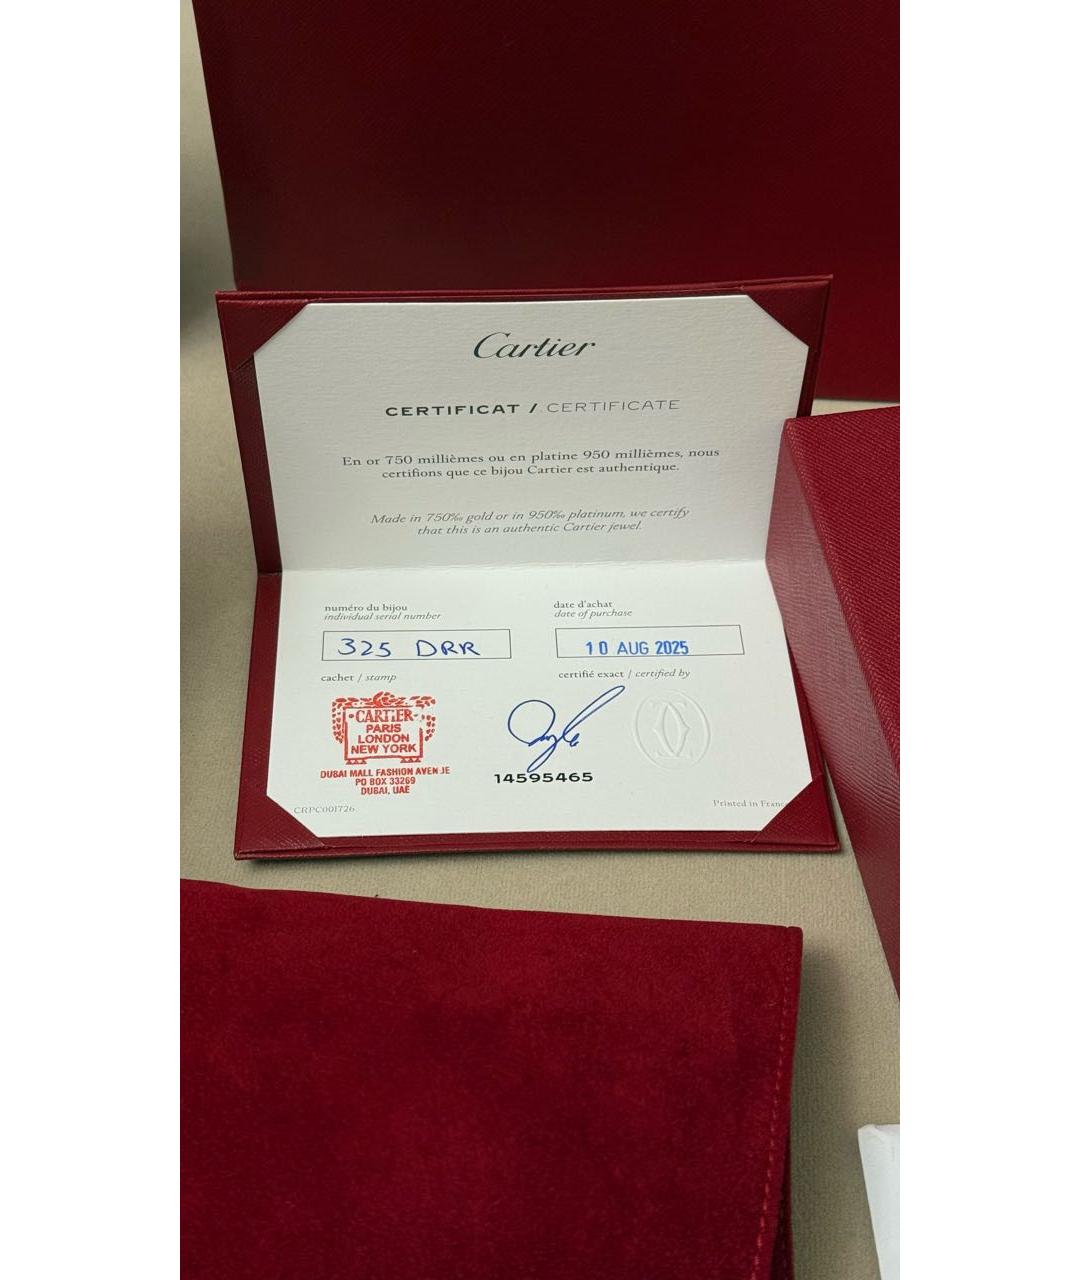 Cartier
CERTIFICAT / CERTIFICATE
En or 750 millièmes ou en platine 950 millièmes, nous
certifions que ce bijou Cartier est authentique.
Made in 750‰ gold or in 950‰ platinum, we certify
that this is an authentic Cartier jewel.
numéro du bijou
individual serial number
325 DRR
date d'achat
date of purchase
10 AUG 2025
cachet / stamp
certifié exact / certified by
CARTIER
PARIS
LONDON
NEW YORK
DUBAI MALL FASHION AVENUE
PO BOX 33269
DUBAI, UAE
14595465
CRPC001726
Printed in France